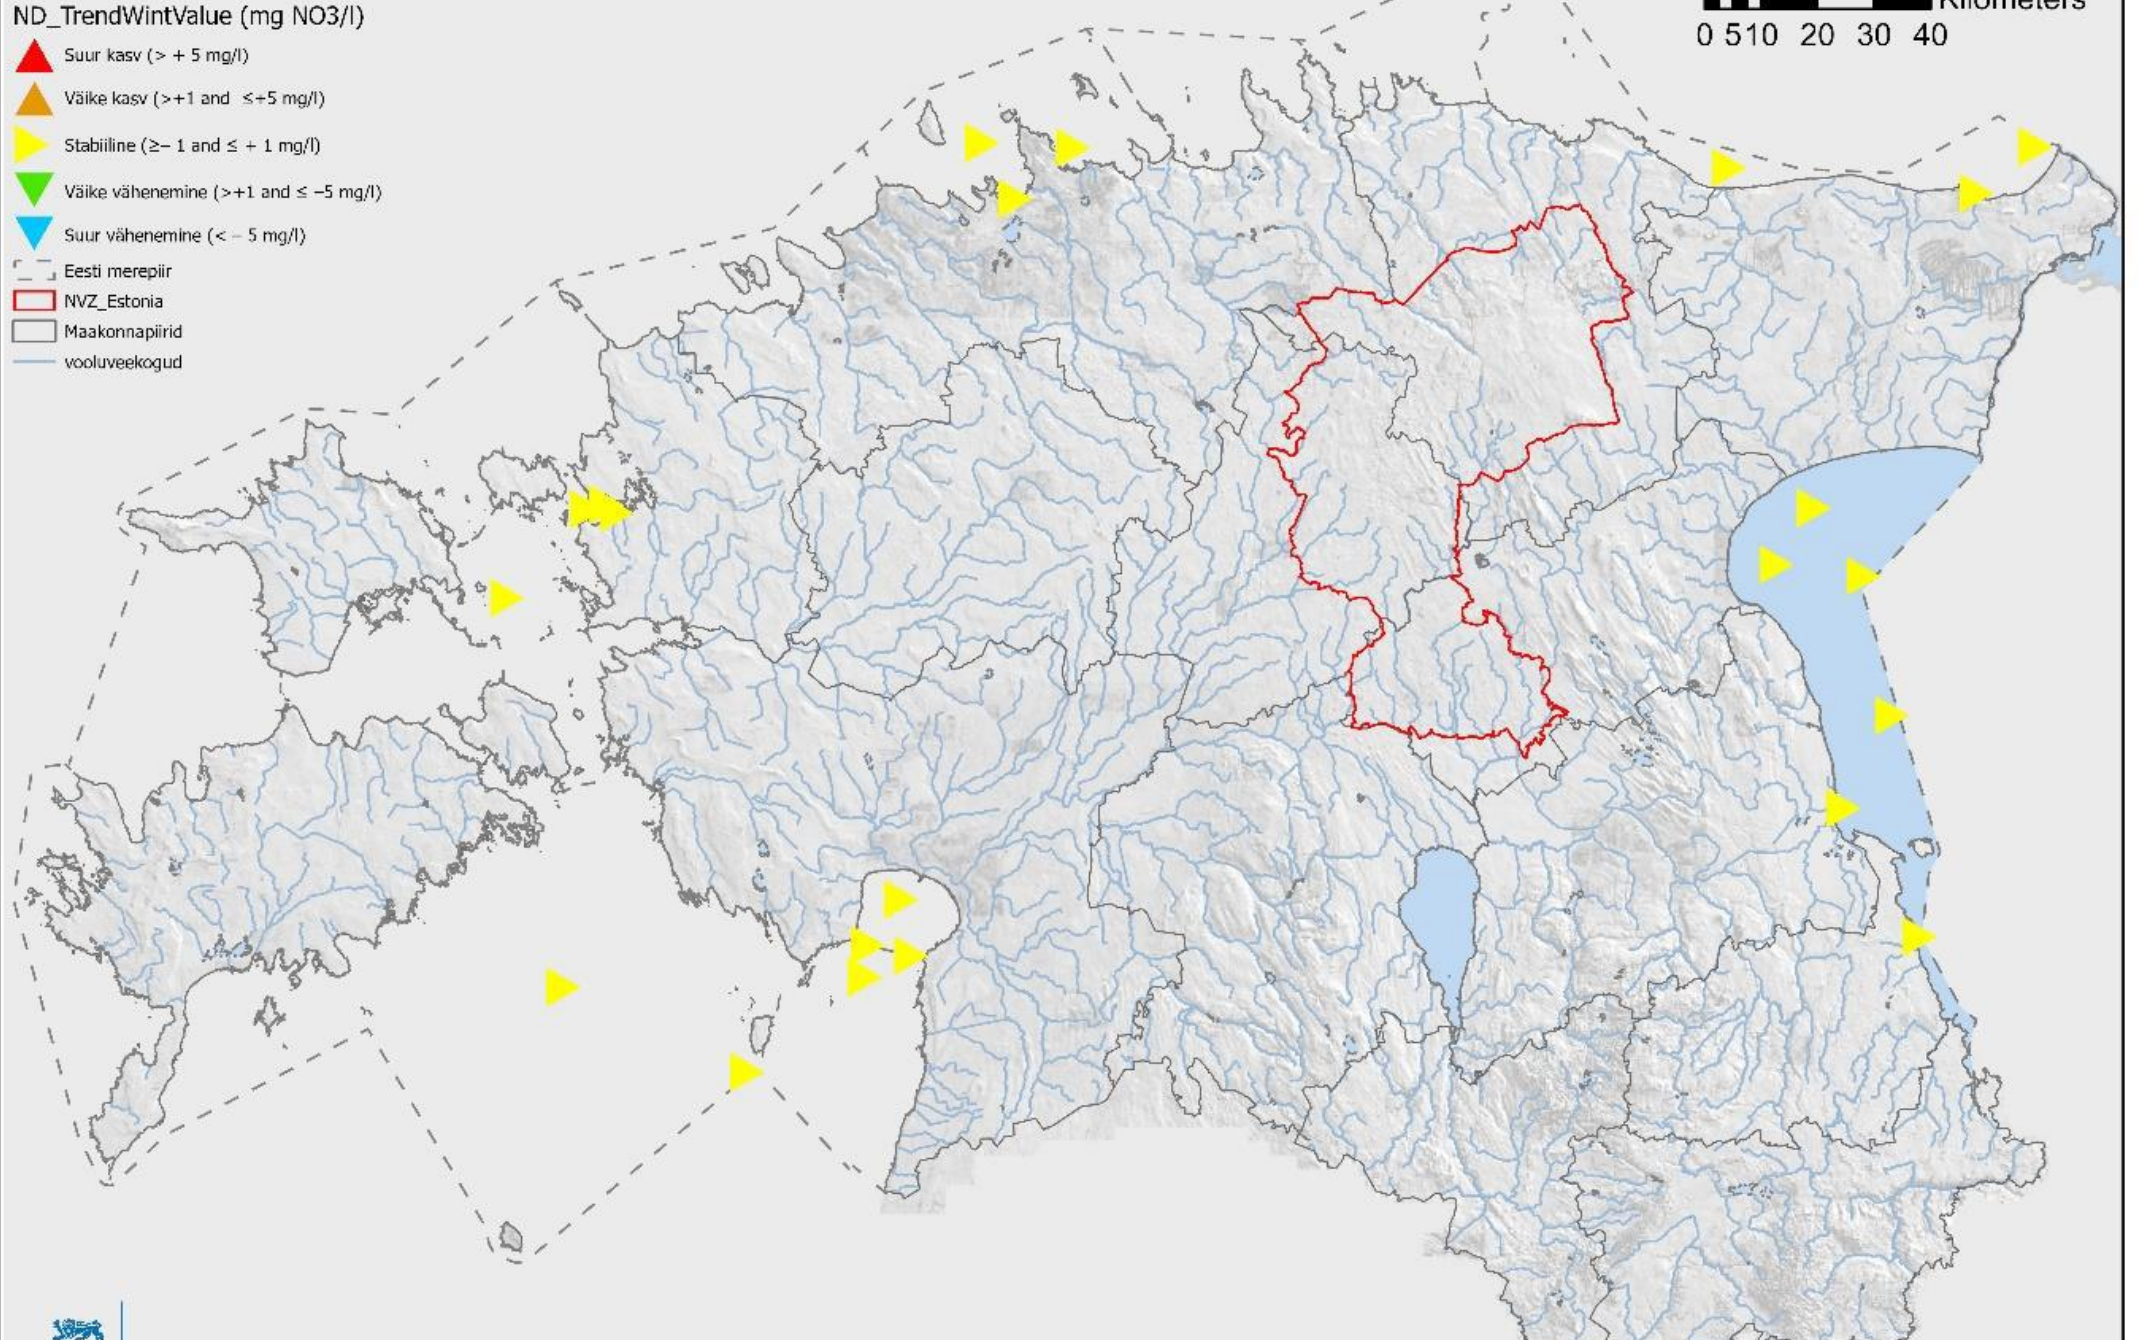 ND_TrendWintValue (mg NO3/l)
Suur kasv (> + 5 mg/l)
Väike kasv (>+1 and ≤+5 mg/l)
Stabiiline (≥– 1 and ≤ + 1 mg/l)
Väike vähenemine (>+1 and ≤ –5 mg/l)
Suur vähenemine (< – 5 mg/l)
Eesti merepiir
NVZ_Estonia
Maakonnapiirid
vooluveekogud
Kilometers
0 510 20 30 40